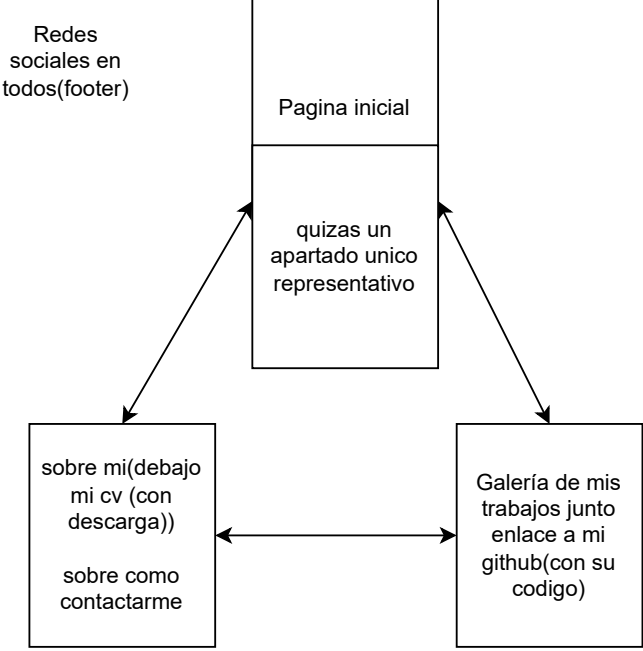 Redes
sociales en
todos(footer)
Pagina inicial
quizas un
apartado unico
representativo
sobre mi(debajo
mi cv (con
descarga))
sobre como
contactarme
Galería de mis
trabajos junto
enlace a mi
github(con su
codigo)